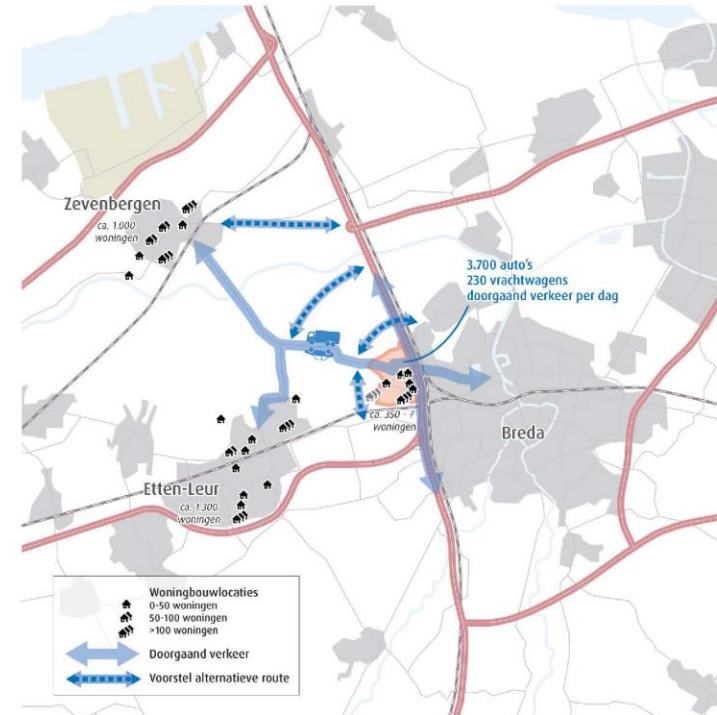 Zevenbergen
ca. 1.000
woningen
3.700 auto's
230 vrachtwagens
doorgaand verkeer per dag
ca. 350 - ?
woningen
Breda
Etten-Leur
ca. 1.300
woningen
Woningbouwlocaties
0-50 woningen
50-100 woningen
>100 woningen
Doorgaand verkeer
Voorstel alternatieve route